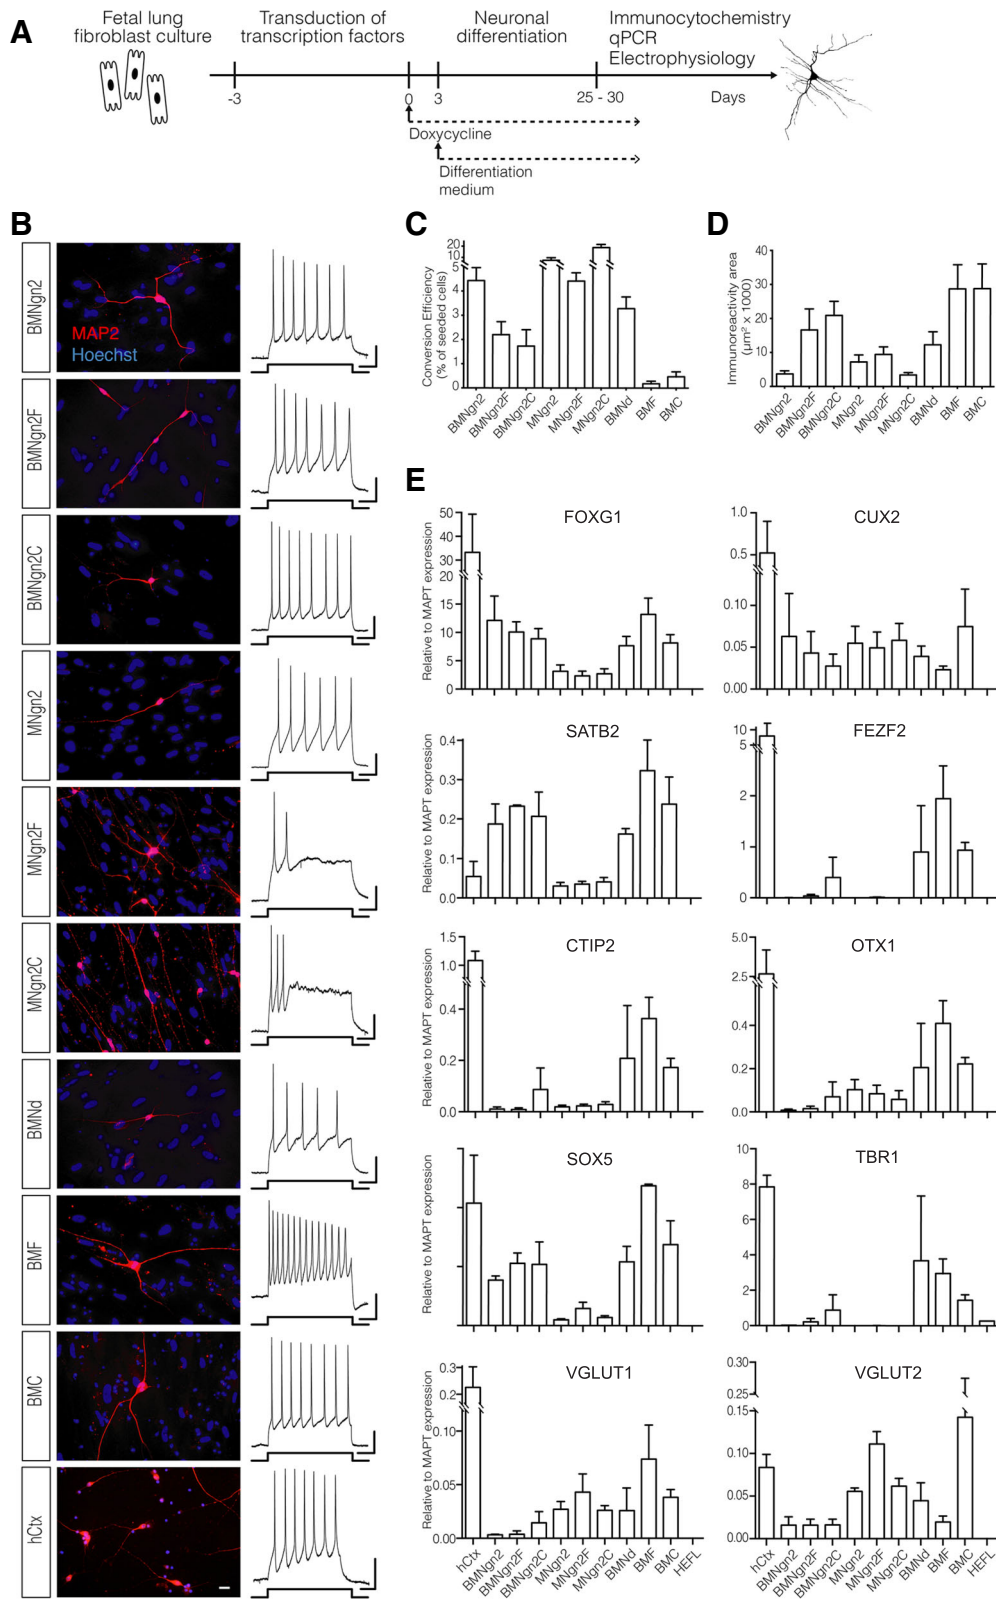 A
Fetal lung
fibroblast culture
Transduction of
transcription factors
Neuronal
differentiation
Immunocytochemistry
qPCR
Electrophysiology
-3
0
3
25 - 30
Days
Doxycycline
Differentiation
medium
B
BMNgn2
MAP2
Hoechst
BMNgn2F
BMNgn2C
MNgn2
MNgn2F
MNgn2C
BMNd
BMF
BMC
hCtx
C
Conversion Efficiency
(% of seeded cells)
20
10
5
4
3
2
1
0
BMNgn2
BMNgn2F
BMNgn2C
MNgn2
MNgn2F
MNgn2C
BMNd
BMF
BMC
D
Immunoreactivity area
(µm² x 1000)
40
30
20
10
0
BMNgn2
BMNgn2F
BMNgn2C
MNgn2
MNgn2F
MNgn2C
BMNd
BMF
BMC
E
FOXG1
Relative to MAPT expression
50
40
30
20
15
10
5
0
CUX2
1.0
0.5
0.10
0.05
0.00
SATB2
Relative to MAPT expression
0.4
0.3
0.2
0.1
0.0
FEZF2
10
5
2
1
0
CTIP2
Relative to MAPT expression
1.5
1.0
0.4
0.2
0.0
OTX1
5.0
2.5
0.4
0.2
0.0
SOX5
Relative to MAPT expression
TBR1
10
8
6
4
2
0
VGLUT1
Relative to MAPT expression
0.3
0.2
0.10
0.05
0.00
hCtx
BMNgn2
BMNgn2F
BMNgn2C
MNgn2
MNgn2F
MNgn2C
BMNd
BMF
BMC
HEFL
VGLUT2
0.30
0.25
0.15
0.10
0.05
0.00
hCtx
BMNgn2
BMNgn2F
BMNgn2C
MNgn2
MNgn2F
MNgn2C
BMNd
BMF
BMC
HEFL